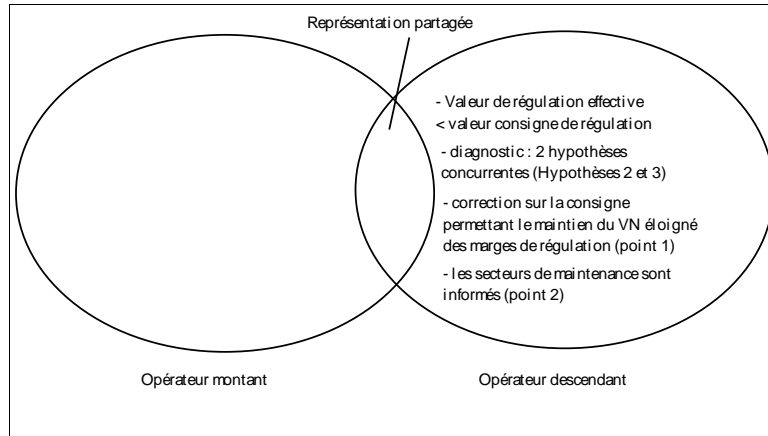 Représentation partagée
- Valeur de régulation effective
< valeur consigne de régulation
- diagnostic : 2 hypothèses
concurrentes (Hypothèses 2 et 3)
- correction sur la consigne
permettant le maintien du VN éloigné
des marges de régulation (point 1)
- les secteurs de maintenance sont
informés (point 2)
Opérateur montant
Opérateur descendant